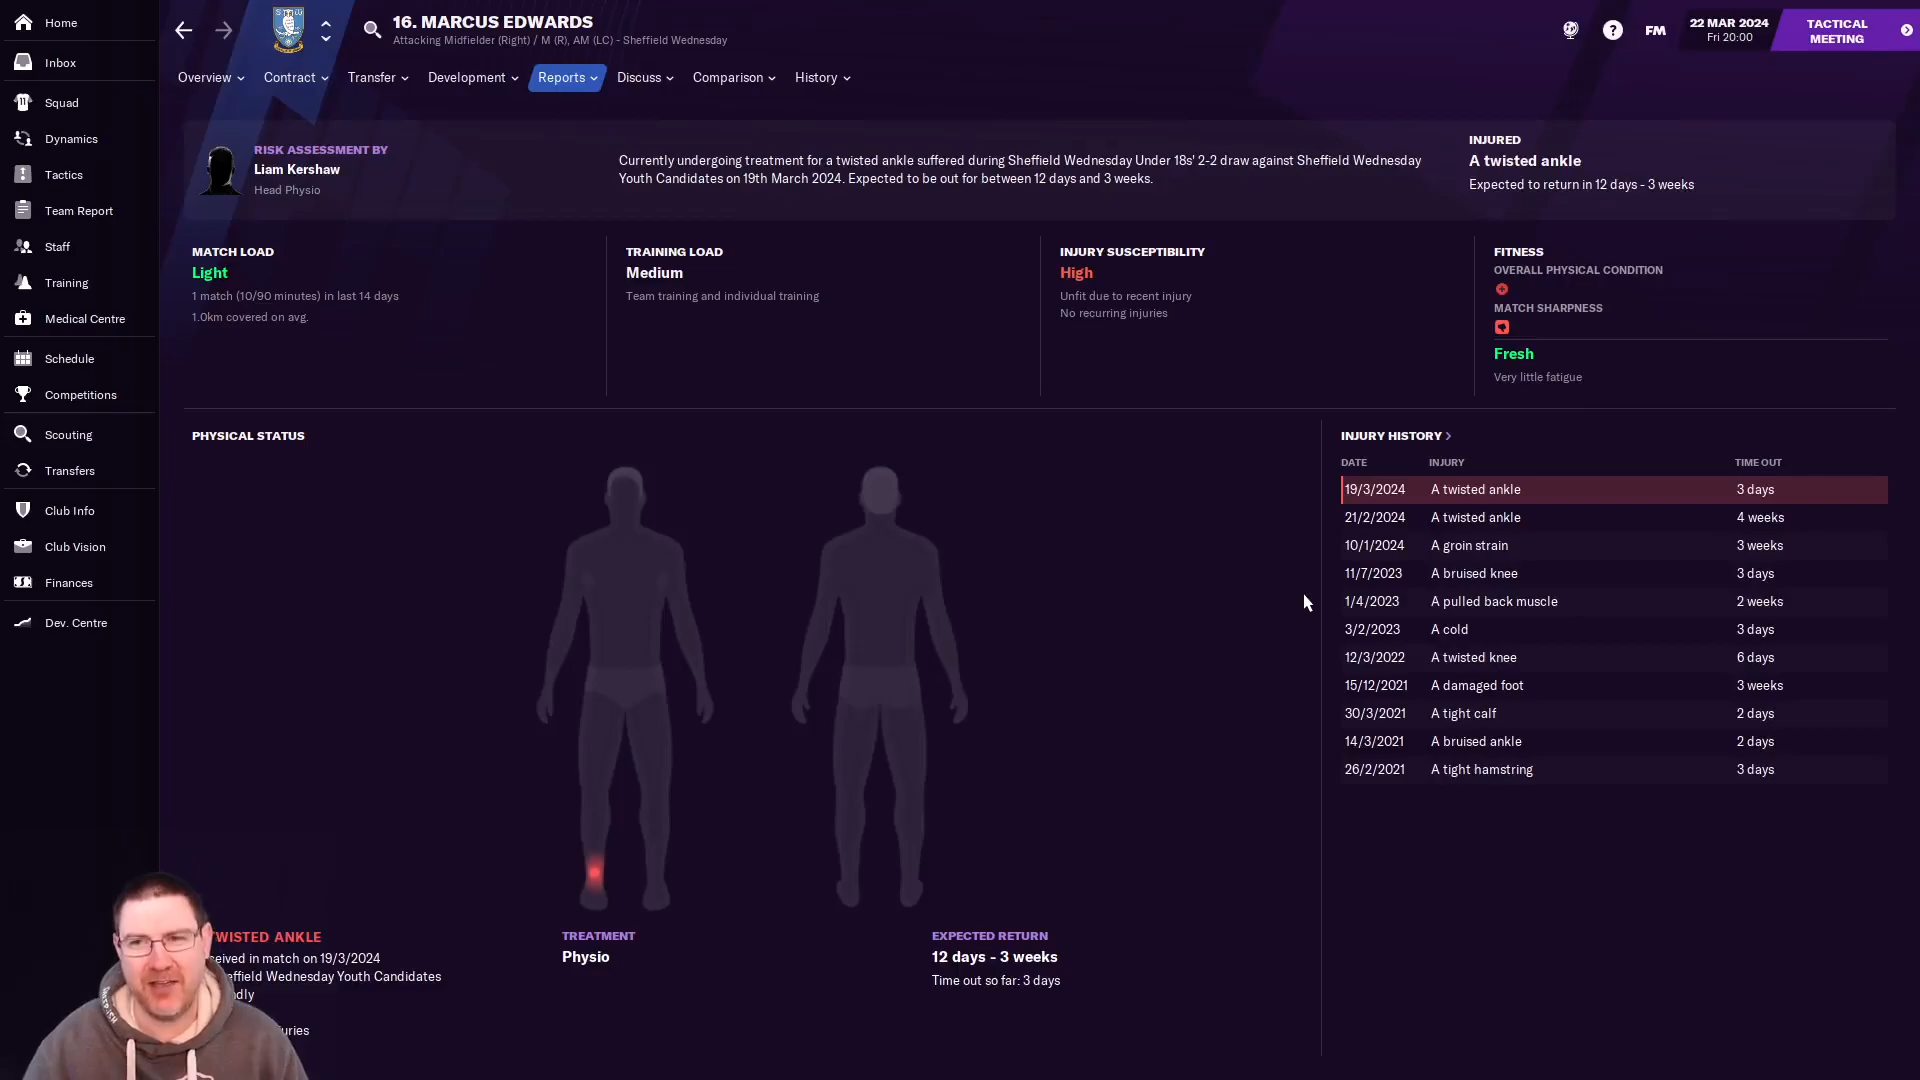 Home
Inbox
Squad
Dynamics
Tactics
Team Report
Staff
Training
Medical Centre
Schedule
Competitions
Scouting
Transfers
Club Info
Club Vision
Finances
Dev. Centre
16. MARCUS EDWARDS
Attacking Midfielder (Right) / M (R), AM (LC) - Sheffield Wednesday
FM
22 MAR 2024
Fri 20:00
TACTICAL
MEETING
Overview Contract Transfer Development Reports Discuss Comparison History
RISK ASSESSMENT BY
Liam Kershaw
Head Physio
Currently undergoing treatment for a twisted ankle suffered during Sheffield Wednesday Under 18s' 2-2 draw against Sheffield Wednesday
Youth Candidates on 19th March 2024. Expected to be out for between 12 days and 3 weeks.
INJURED
A twisted ankle
Expected to return in 12 days - 3 weeks
MATCH LOAD
Light
1 match (10/90 minutes) in last 14 days
1.0km covered on avg.
TRAINING LOAD
Medium
Team training and individual training
INJURY SUSCEPTIBILITY
High
Unfit due to recent injury
No recurring injuries
FITNESS
OVERALL PHYSICAL CONDITION
MATCH SHARPNESS
Fresh
Very little fatigue
PHYSICAL STATUS
INJURY HISTORY
DATE INJURY TIME OUT
19/3/2024 A twisted ankle 3 days
21/2/2024 A twisted ankle 4 weeks
10/1/2024 A groin strain 3 weeks
11/7/2023 A bruised knee 3 days
1/4/2023 A pulled back muscle 2 weeks
3/2/2023 A cold 3 days
12/3/2022 A twisted knee 6 days
15/12/2021 A damaged foot 3 weeks
30/3/2021 A tight calf 2 days
14/3/2021 A bruised ankle 2 days
26/2/2021 A tight hamstring 3 days
WISTED ANKLE
eived in match on 19/3/2024
effield Wednesday Youth Candidates
ndly
uries
TREATMENT
Physio
EXPECTED RETURN
12 days - 3 weeks
Time out so far: 3 days